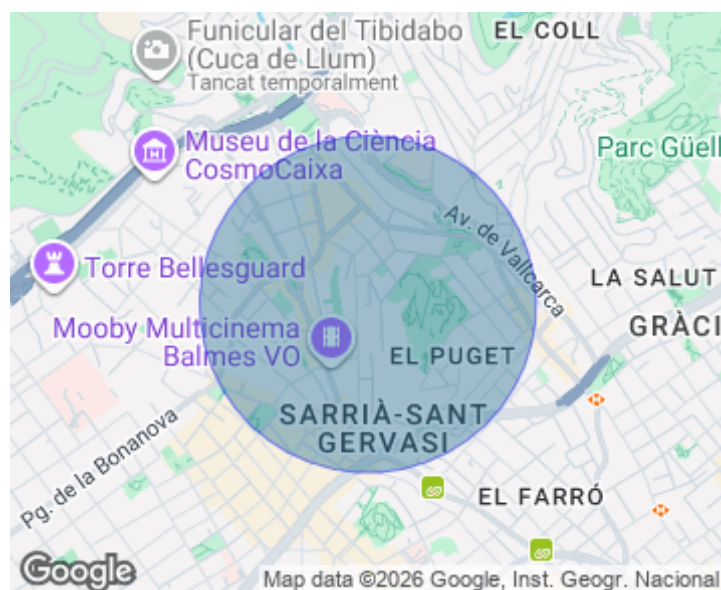 Funicular del Tibidabo
(Cuca de Llum)
Tancat temporalment
EL COLL
Museu de la Ciència
CosmoCaixa
Parc Güell
Av. de Vallcarca
Torre Bellesguard
LA SALUT
GRÀCI
Mooby Multicinema
Balmes VO
EL PUGET
SARRIÀ-SANT
GERVASI
Pg. de la Bonanova
EL FARRÓ
Google
Map data ©2026 Google, Inst. Geogr. Nacional